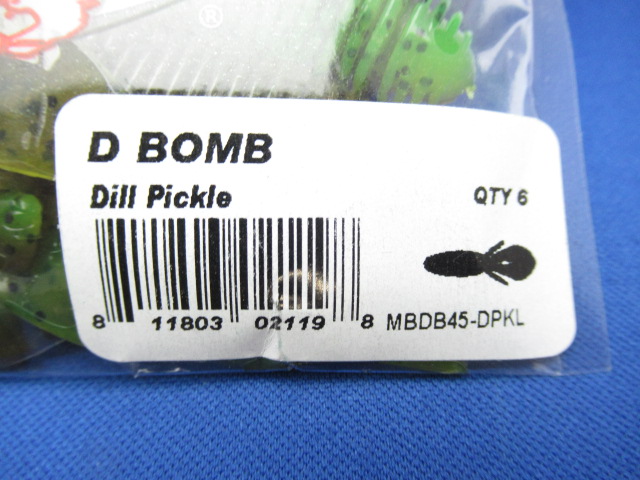 ®
D BOMB
Dill Pickle
QTY 6
8 11803 02119 8
MBDB45-DPKL